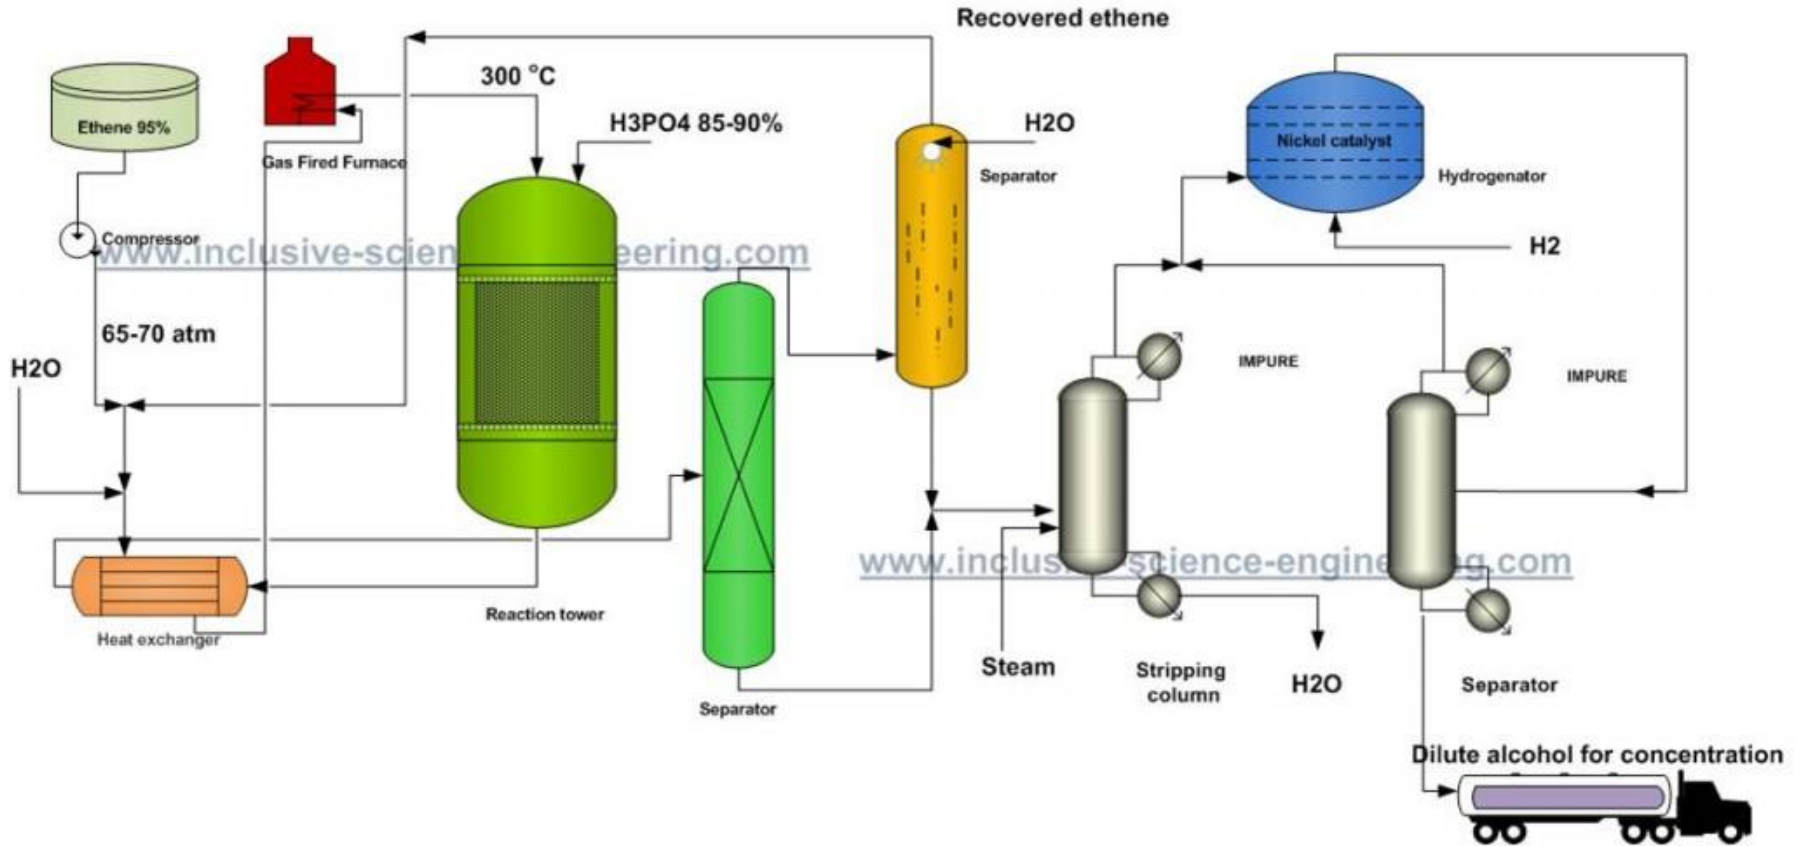 Recovered ethene
300 °C
Ethene 95%
H3PO4 85-90%
H2O
Nickel catalyst
Gas Fired Furnace
Separator
Hydrogenator
Compressor
www.inclusive-scien
eering.com
H2
65-70 atm
H2O
IMPURE
IMPURE
www.inclusi
-science-engine
g.com
Reaction tower
Heat exchanger
Steam
Stripping
column
H2O
Separator
Separator
Dilute alcohol for concentration